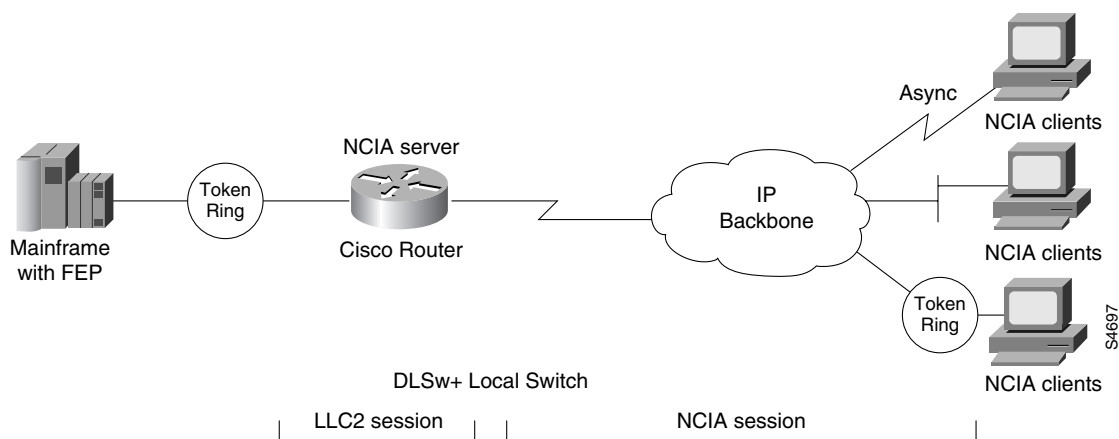 Async
NCIA clients
NCIA server
Token
Ring
IP
Backbone
Mainframe
with FEP
Cisco Router
NCIA clients
Token
Ring
S4697
NCIA clients
DLSw+ Local Switch
LLC2 session
NCIA session